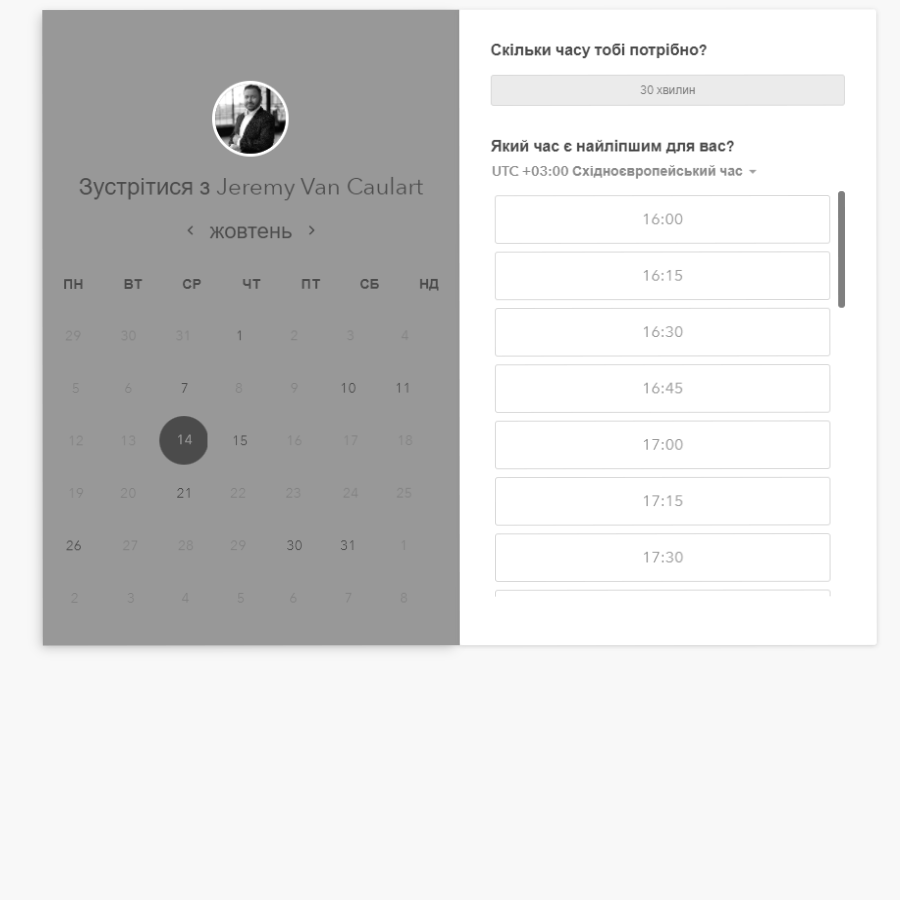 Зустрітися з Jeremy Van Caulart
‹ жовтень ›
ПН ВТ СР ЧТ ПТ СБ НД
29 30 31 1 2 3 4
5 6 7 8 9 10 11
12 13 14 15 16 17 18
19 20 21 22 23 24 25
26 27 28 29 30 31 1
2 3 4 5 6 7 8
Скільки часу тобі потрібно?
30 хвилин
Який час є найліпшим для вас?
UTC +03:00 Східноєвропейський час
16:00
16:15
16:30
16:45
17:00
17:15
17:30